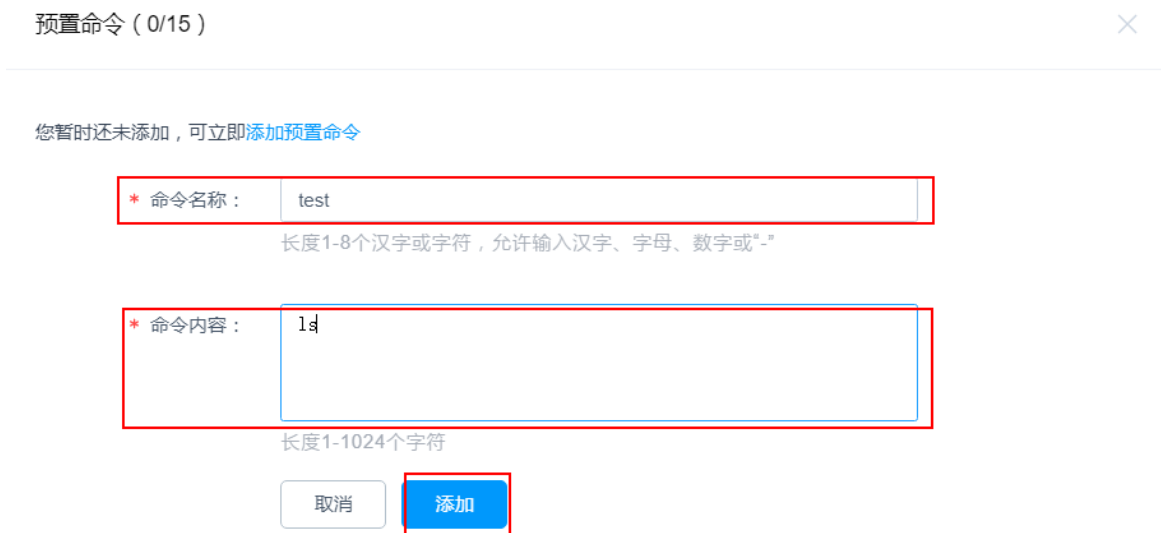 预置命令（0/15）
您暂时还未添加，可立即添加预置命令
* 命令名称： test
长度1-8个汉字或字符，允许输入汉字、字母、数字或“-”
* 命令内容： ls
长度1-1024个字符
取消 添加